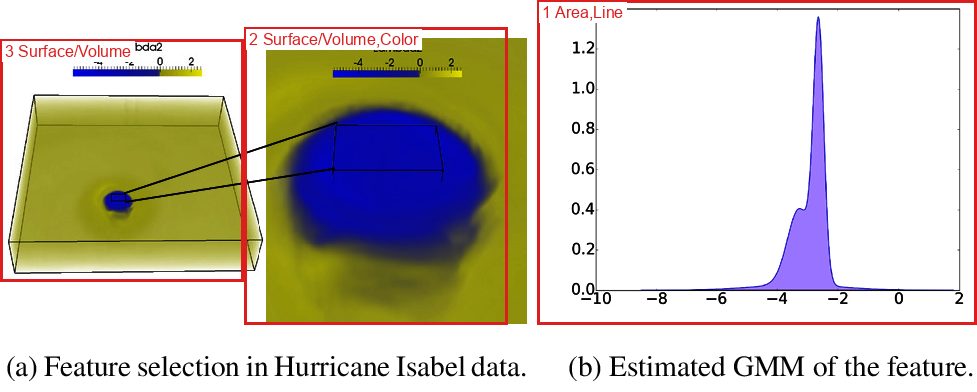 3 Surface/Volume
bda2
-4 -2 0 2
2 Surface/Volume,Color
-4 -2 0 2
1 Area,Line
1.2
1.0
0.8
0.6
0.4
0.2
0.0
-10 -8 -6 -4 -2 0 2
(a) Feature selection in Hurricane Isabel data.
(b) Estimated GMM of the feature.